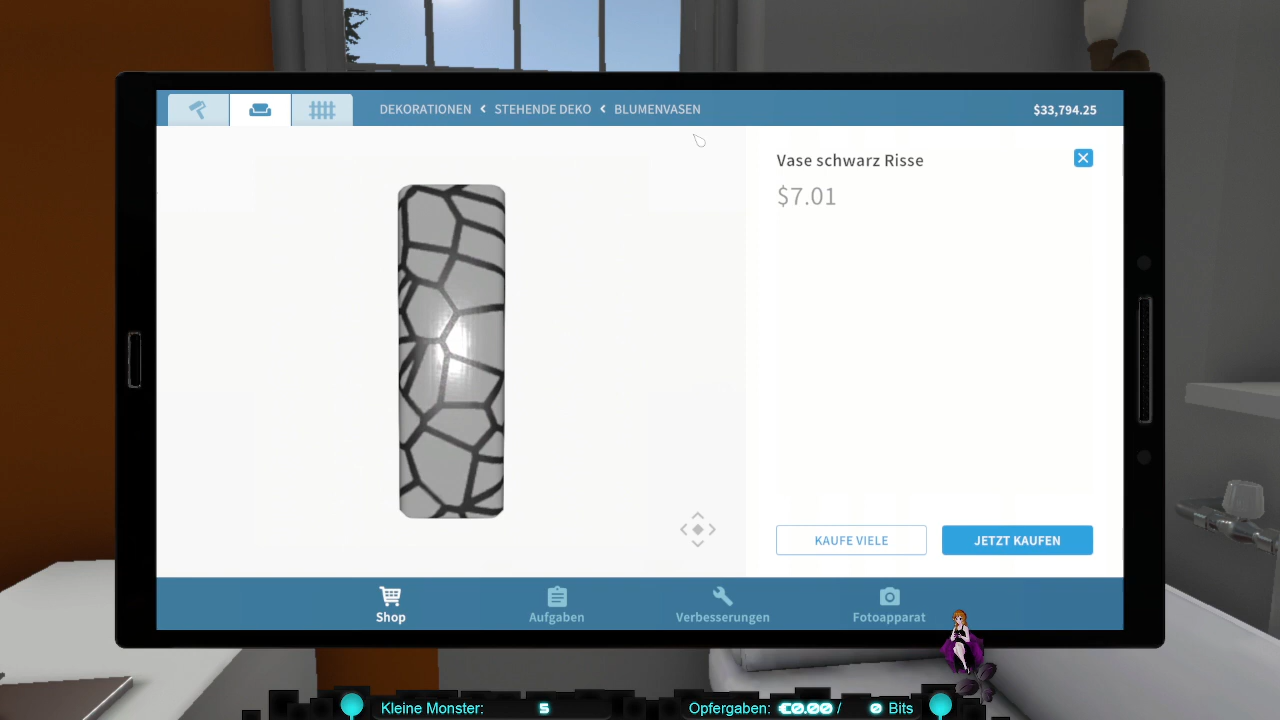 DEKORATIONEN < STEHENDE DEKO < BLUMENVASEN
$33,794.25
Vase schwarz Risse
$7.01
KAUFE VIELE
JETZT KAUFEN
Shop
Aufgaben
Verbesserungen
Fotoapparat
Kleine Monster: 5
Opfergaben: €0.00 / 0 Bits